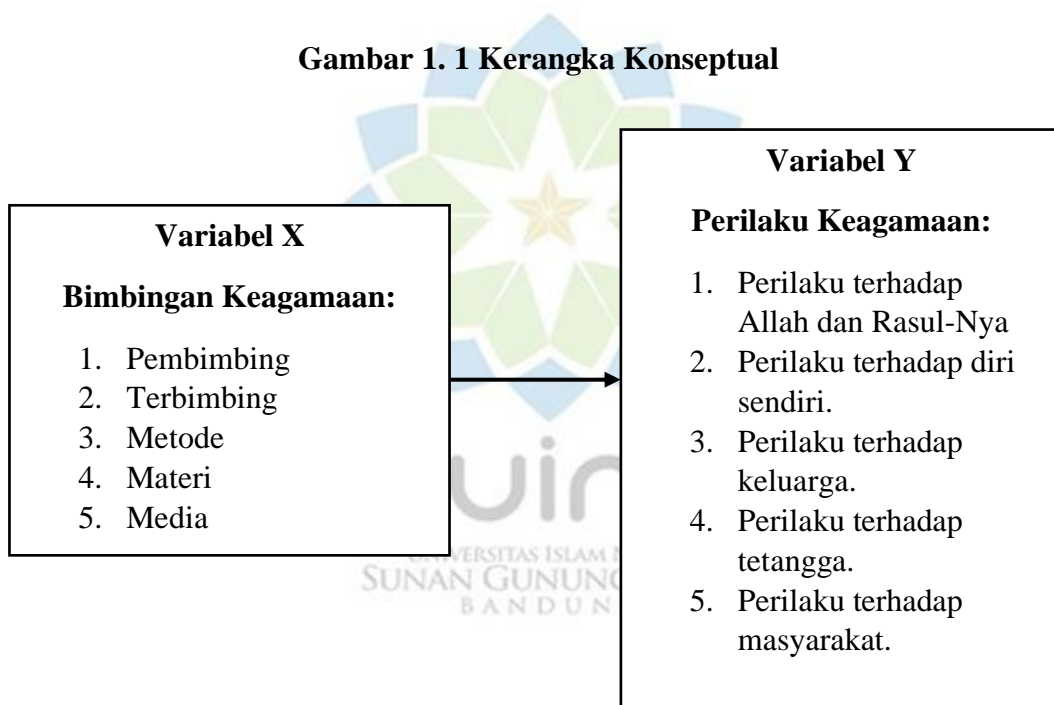 Gambar 1. 1 Kerangka Konseptual
Variabel X
Bimbingan Keagamaan:
1. Pembimbing
2. Terbimbing
3. Metode
4. Materi
5. Media
Variabel Y
Perilaku Keagamaan:
1. Perilaku terhadap
Allah dan Rasul-Nya
2. Perilaku terhadap diri
sendiri.
3. Perilaku terhadap
keluarga.
4. Perilaku terhadap
tetangga.
5. Perilaku terhadap
masyarakat.
uin
ISLAM
SUNAN GUNUNG
BANDUN